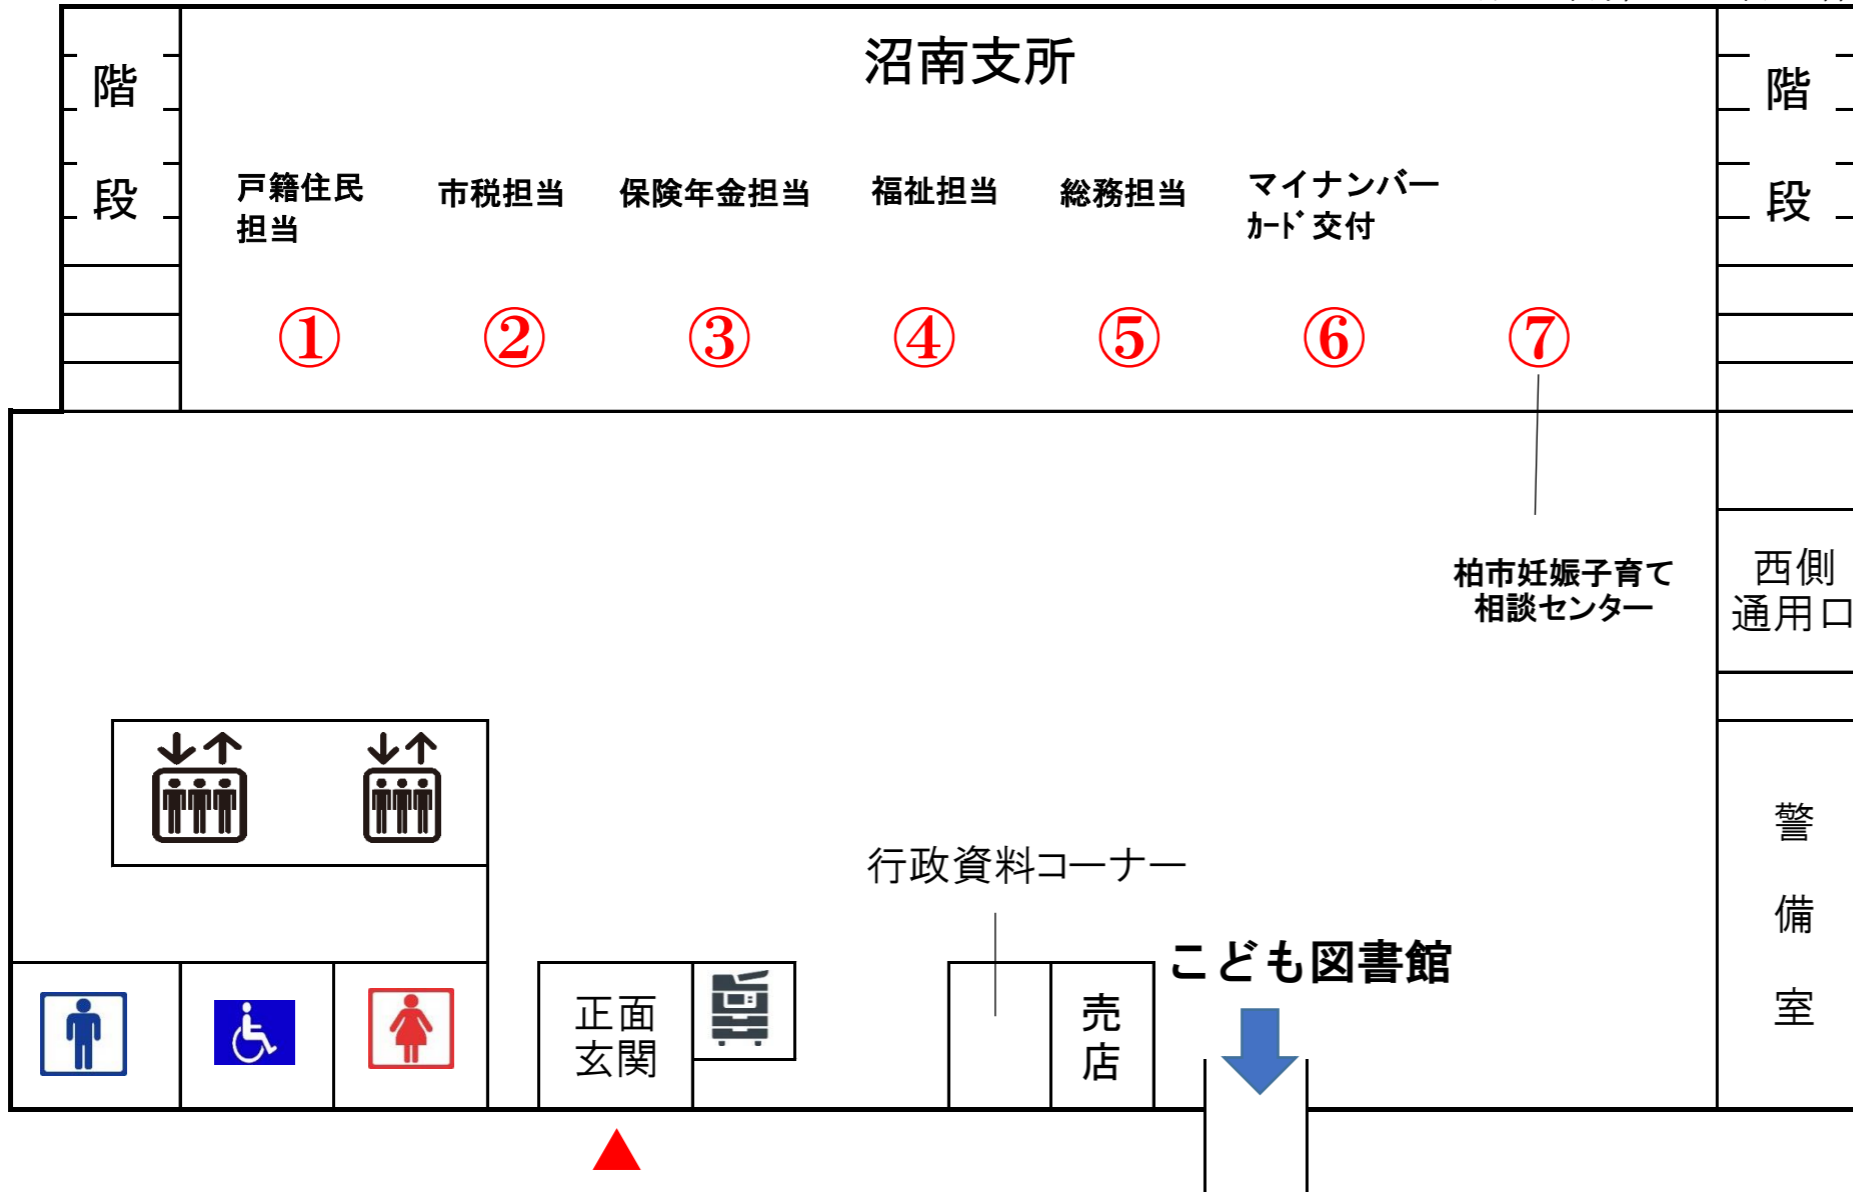 沼南支所
階
段
戸籍住民
担当
市税担当
保険年金担当
福祉担当
総務担当
マイナンバー
ｶｰﾄﾞ交付
階
段
①
②
③
④
⑤
⑥
⑦
柏市妊娠子育て
相談センター
西側
通用口
行政資料コーナー
こども図書館
正面
玄関
売
店
警
備
室